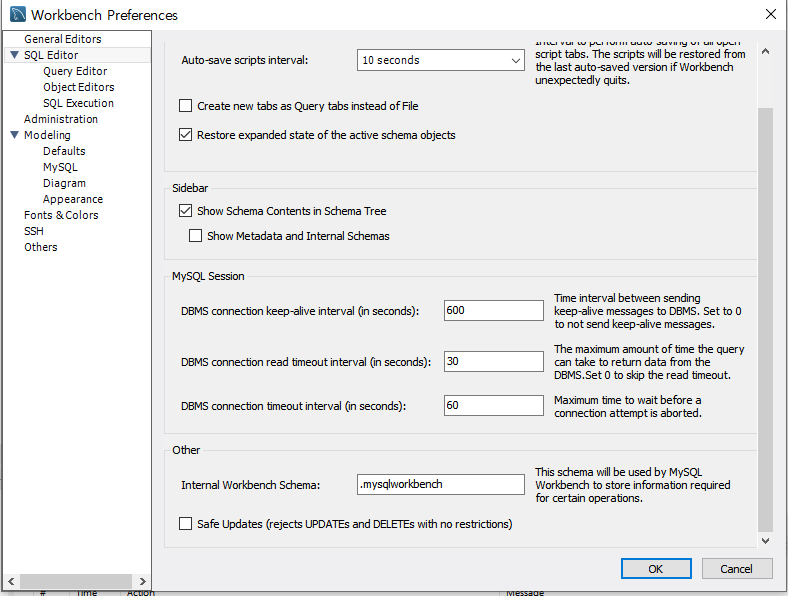 Workbench Preferences
General Editors
SQL Editor
Query Editor
Object Editors
SQL Execution
Administration
Modeling
Defaults
MySQL
Diagram
Appearance
Fonts & Colors
SSH
Others
Auto-save scripts interval:
10 seconds
Interval to perform auto-saving of all open
script tabs. The scripts will be restored from
the last auto-saved version if Workbench
unexpectedly quits.
Create new tabs as Query tabs instead of File
Restore expanded state of the active schema objects
Sidebar
Show Schema Contents in Schema Tree
Show Metadata and Internal Schemas
MySQL Session
DBMS connection keep-alive interval (in seconds):
600
Time interval between sending
keep-alive messages to DBMS. Set to 0
to not send keep-alive messages.
DBMS connection read timeout interval (in seconds):
30
The maximum amount of time the query
can take to return data from the
DBMS.Set 0 to skip the read timeout.
DBMS connection timeout interval (in seconds):
60
Maximum time to wait before a
connection attempt is aborted.
Other
Internal Workbench Schema:
.mysqlworkbench
This schema will be used by MySQL
Workbench to store information required
for certain operations.
Safe Updates (rejects UPDATEs and DELETEs with no restrictions)
OK
Cancel
# Time Action Message